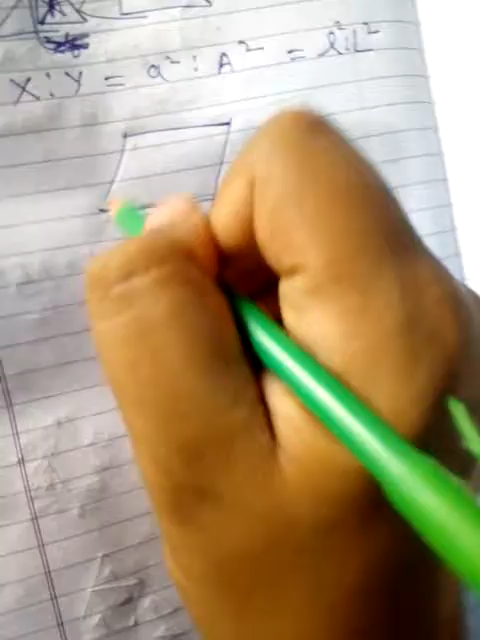 X : Y = a² : A² = l² : L²